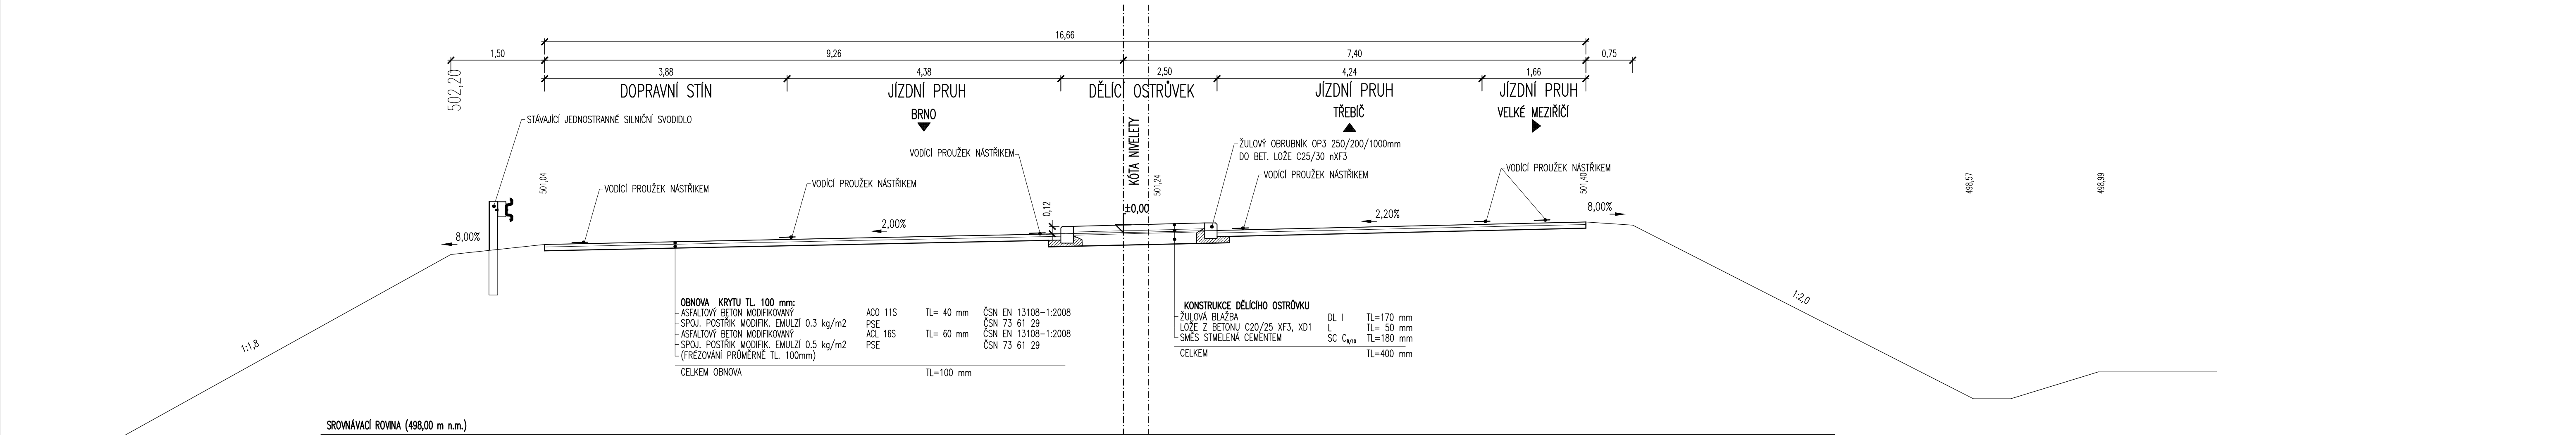 16,66
1,50
9,26
7,40
0,75
3,88
4,38
2,50
4,24
1,66
502,20
DOPRAVNÍ STÍN
JÍZDNÍ PRUH
DĚLÍCÍ OSTRŮVEK
JÍZDNÍ PRUH
JÍZDNÍ PRUH
BRNO
TŘEBÍČ
VELKÉ MEZIŘÍČÍ
STÁVAJÍCÍ JEDNOSTRANNÉ SILNIČNÍ SVODIDLO
KÓTA NIVELETY
ŽULOVÝ OBRUBNÍK OP3 250/200/1000mm
DO BET. LOŽE C25/30 nXF3
VODÍCÍ PROUŽEK NÁSTŘIKEM
VODÍCÍ PROUŽEK NÁSTŘIKEM
VODÍCÍ PROUŽEK NÁSTŘIKEM
VODÍCÍ PROUŽEK NÁSTŘIKEM
VODÍCÍ PROUŽEK NÁSTŘIKEM
501,04
501,24
501,40
498,57
498,99
0,12
±0,00
8,00%
2,00%
2,20%
8,00%
OBNOVA KRYTU TL. 100 mm:
ASFALTOVÝ BETON MODIFIKOVANÝ ACO 11S TL= 40 mm ČSN EN 13108-1:2008
SPOJ. POSTŘIK MODIFIK. EMULZÍ 0.3 kg/m2 PSE ČSN 73 61 29
ASFALTOVÝ BETON MODIFIKOVANÝ ACL 16S TL= 60 mm ČSN EN 13108-1:2008
SPOJ. POSTŘIK MODIFIK. EMULZÍ 0.5 kg/m2 PSE ČSN 73 61 29
(FRÉZOVÁNÍ PRŮMĚRNĚ TL. 100mm)
CELKEM OBNOVA TL=100 mm
KONSTRUKCE DĚLÍCÍHO OSTRŮVKU
ŽULOVÁ BLAŽBA DL I TL=170 mm
LOŽE Z BETONU C20/25 XF3, XD1 L TL= 50 mm
SMĚS STMELENÁ CEMENTEM SC C8/10 TL=180 mm
CELKEM TL=400 mm
1:1,8
1:2,0
SROVNÁVACÍ ROVINA (498,00 m n.m.)